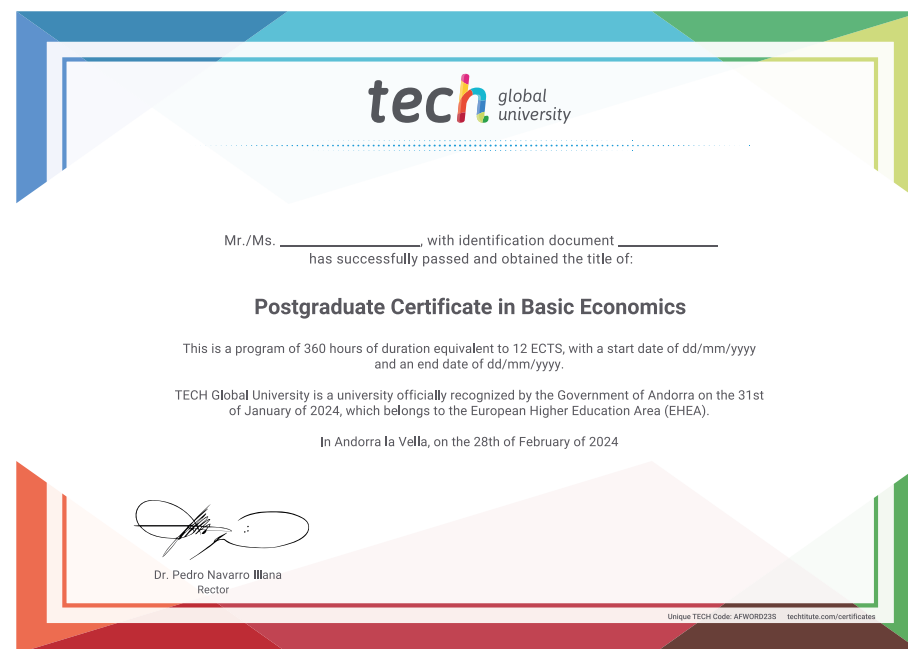 tech global university
Mr./Ms. ____________________, with identification document ______________
has successfully passed and obtained the title of:
Postgraduate Certificate in Basic Economics
This is a program of 360 hours of duration equivalent to 12 ECTS, with a start date of dd/mm/yyyy
and an end date of dd/mm/yyyy.
TECH Global University is a university officially recognized by the Government of Andorra on the 31st
of January of 2024, which belongs to the European Higher Education Area (EHEA).
In Andorra la Vella, on the 28th of February of 2024
Dr. Pedro Navarro Illana
Rector
Unique TECH Code: AFWORD23S techtitute.com/certificates